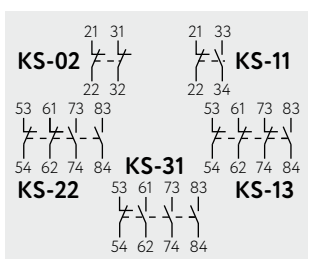 21 31 21 33
KS-02 KS-11
22 32 22 34
53 61 73 83 53 61 73 83
54 62 74 84 54 62 74 84
KS-22 KS-31 KS-13
53 61 73 83
54 62 74 84